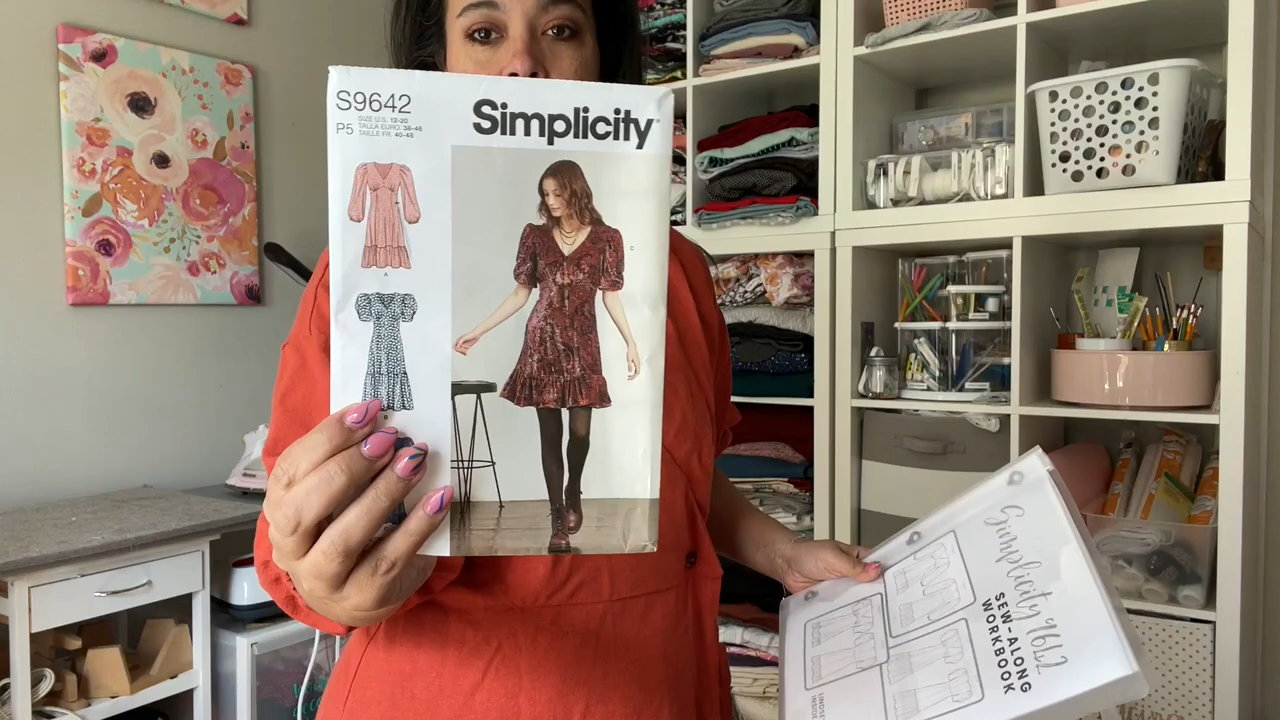 S9642
Simplicity
P5
SIZE U.S. 12-20
TALLA EURO. 38-46
TAILLE FR. 40-48
A
B
C
Simplicity 9642
SEW-ALONG
WORKBOOK
INSIDE